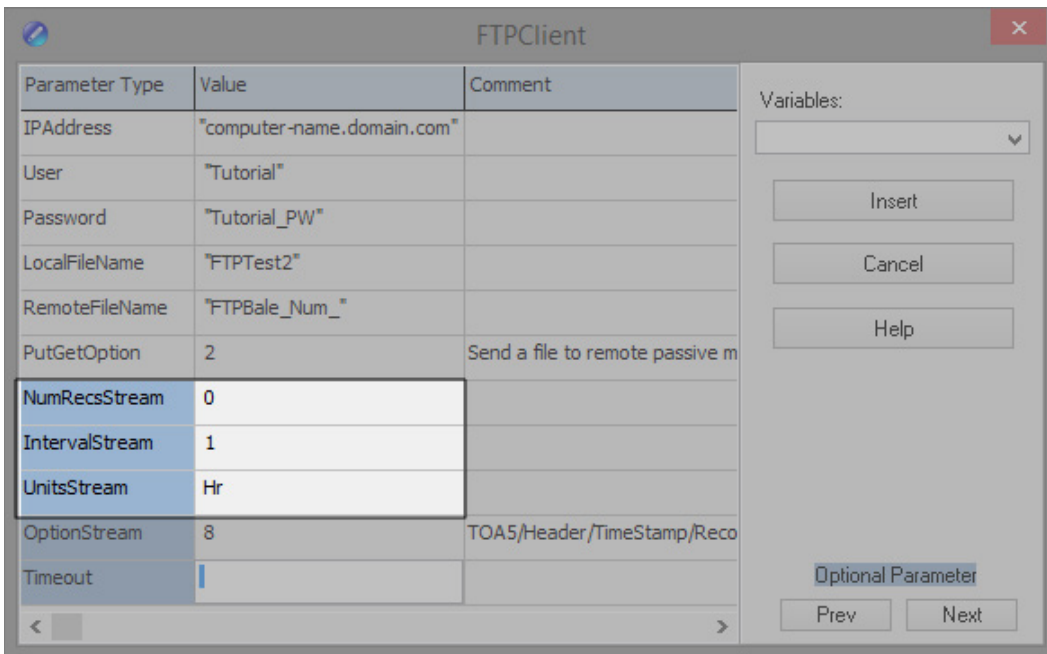 FTPClient
Parameter Type Value Comment
IPAddress "computer-name.domain.com"
User "Tutorial"
Password "Tutorial_PW"
LocalFileName "FTPTest2"
RemoteFileName "FTPBale_Num_"
PutGetOption 2 Send a file to remote passive m
NumRecsStream 0
IntervalStream 1
UnitsStream Hr
OptionStream 8 TOA5/Header/TimeStamp/Reco
Timeout
Variables:
Insert
Cancel
Help
Optional Parameter
Prev Next